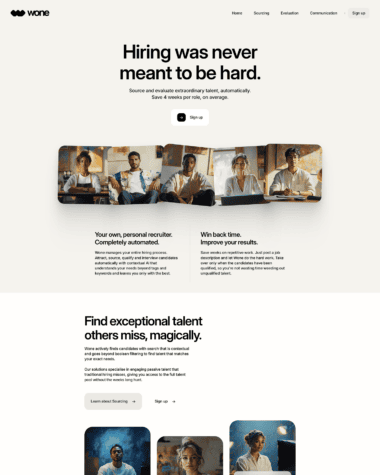 wone
Home Sourcing Evaluation Communication Sign up
Hiring was never
meant to be hard.
Source and evaluate extraordinary talent, automatically.
Save 4 weeks per role, on average.
Sign up
Your own, personal recruiter.
Completely automated.
Wone manages your entire hiring process:
attract, source, qualify and interview candidates
automatically with contextual AI that
understands your needs beyond tags and
keywords and leaves you only with the best.
Win back time.
Improve your results.
Save weeks on repetitive work. Just post a job
description and let Wone do the hard work. Take
over only when the candidates have been
qualified, so you're not wasting time weeding out
unqualified talent.
Find exceptional talent
others miss, magically.
Wone actively finds candidates with search that is contextual
and goes beyond boolean filtering to find talent that matches
your exact needs.
Our solutions specialise in engaging passive talent that
traditional hiring misses, giving you access to the full talent
pool without the weeks long hunt.
Learn about Sourcing
Sign up